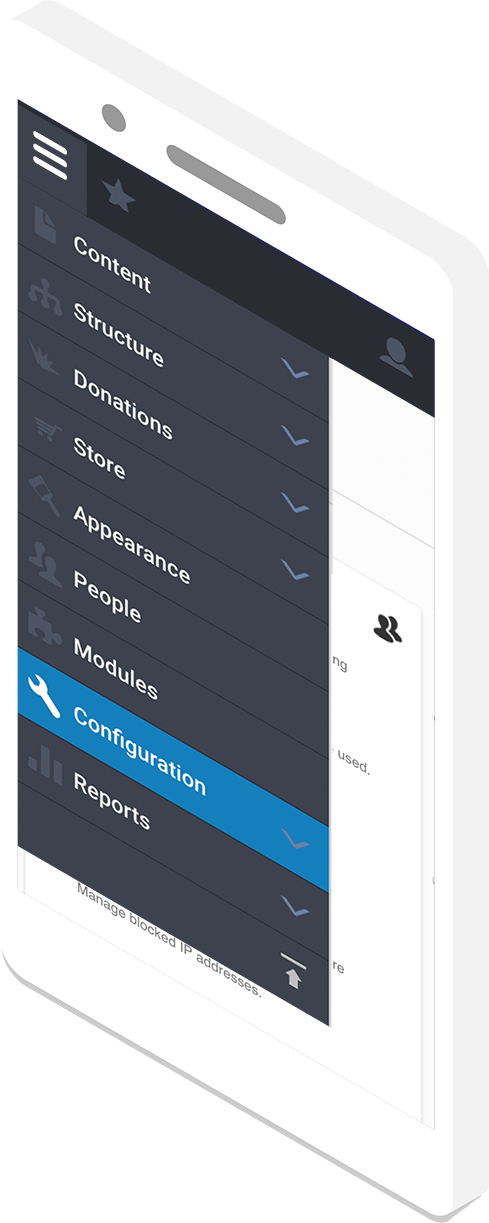 Content
Structure
Donations
Store
Appearance
People
Modules
Configuration
Reports
ng
used.
re
Manage blocked IP addresses.